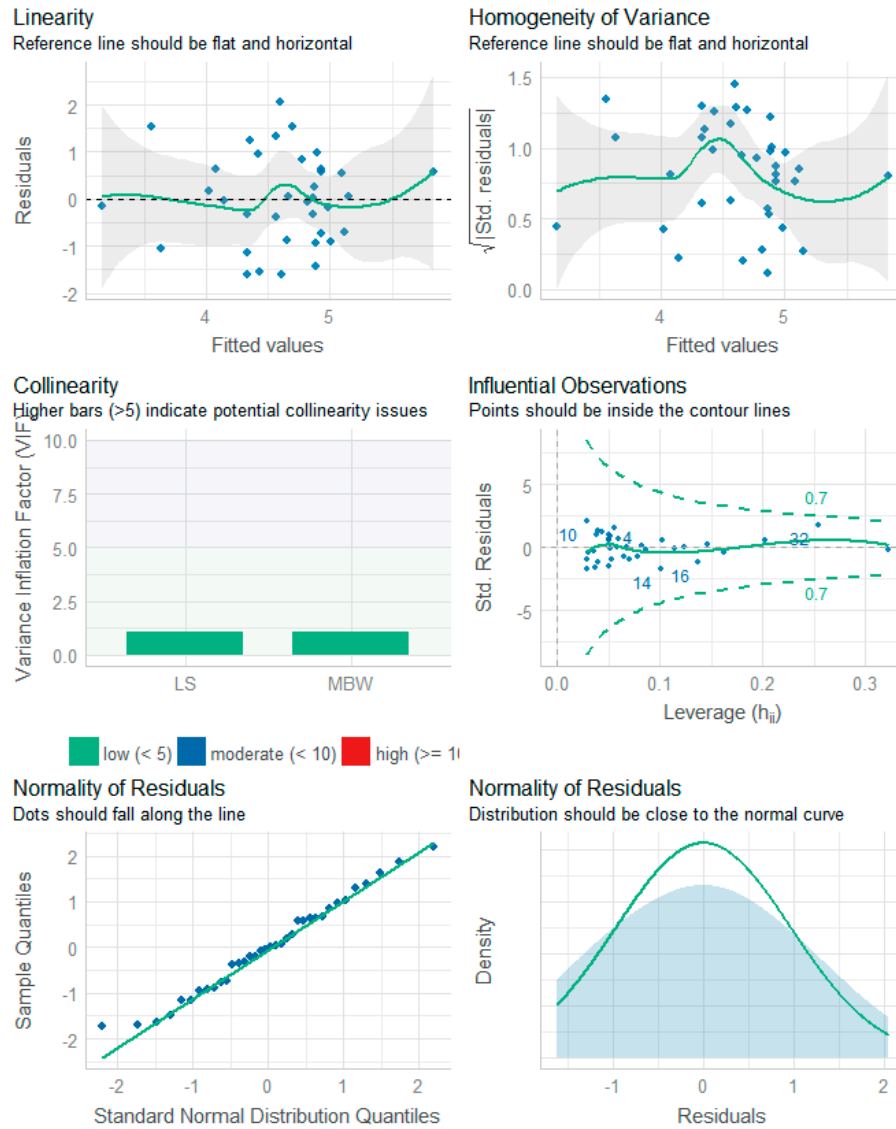 Linearity
Reference line should be flat and horizontal
Residuals
2
1
0
-1
-2
4
5
Fitted values
Homogeneity of Variance
Reference line should be flat and horizontal
√|Std. residuals|
1.5
1.0
0.5
0.0
4
5
Fitted values
Collinearity
Higher bars (>5) indicate potential collinearity issues
Variance Inflation Factor (VIF)
10.0
7.5
5.0
2.5
0.0
LS
MBW
low (< 5)
moderate (< 10)
high (>= 10
Influential Observations
Points should be inside the contour lines
Std. Residuals
5
0
-5
0.7
10
4
32
14
16
0.7
0.0
0.1
0.2
0.3
Leverage (hii)
Normality of Residuals
Dots should fall along the line
Sample Quantiles
2
1
0
-1
-2
-2
-1
0
1
2
Standard Normal Distribution Quantiles
Normality of Residuals
Distribution should be close to the normal curve
Density
-1
0
1
2
Residuals